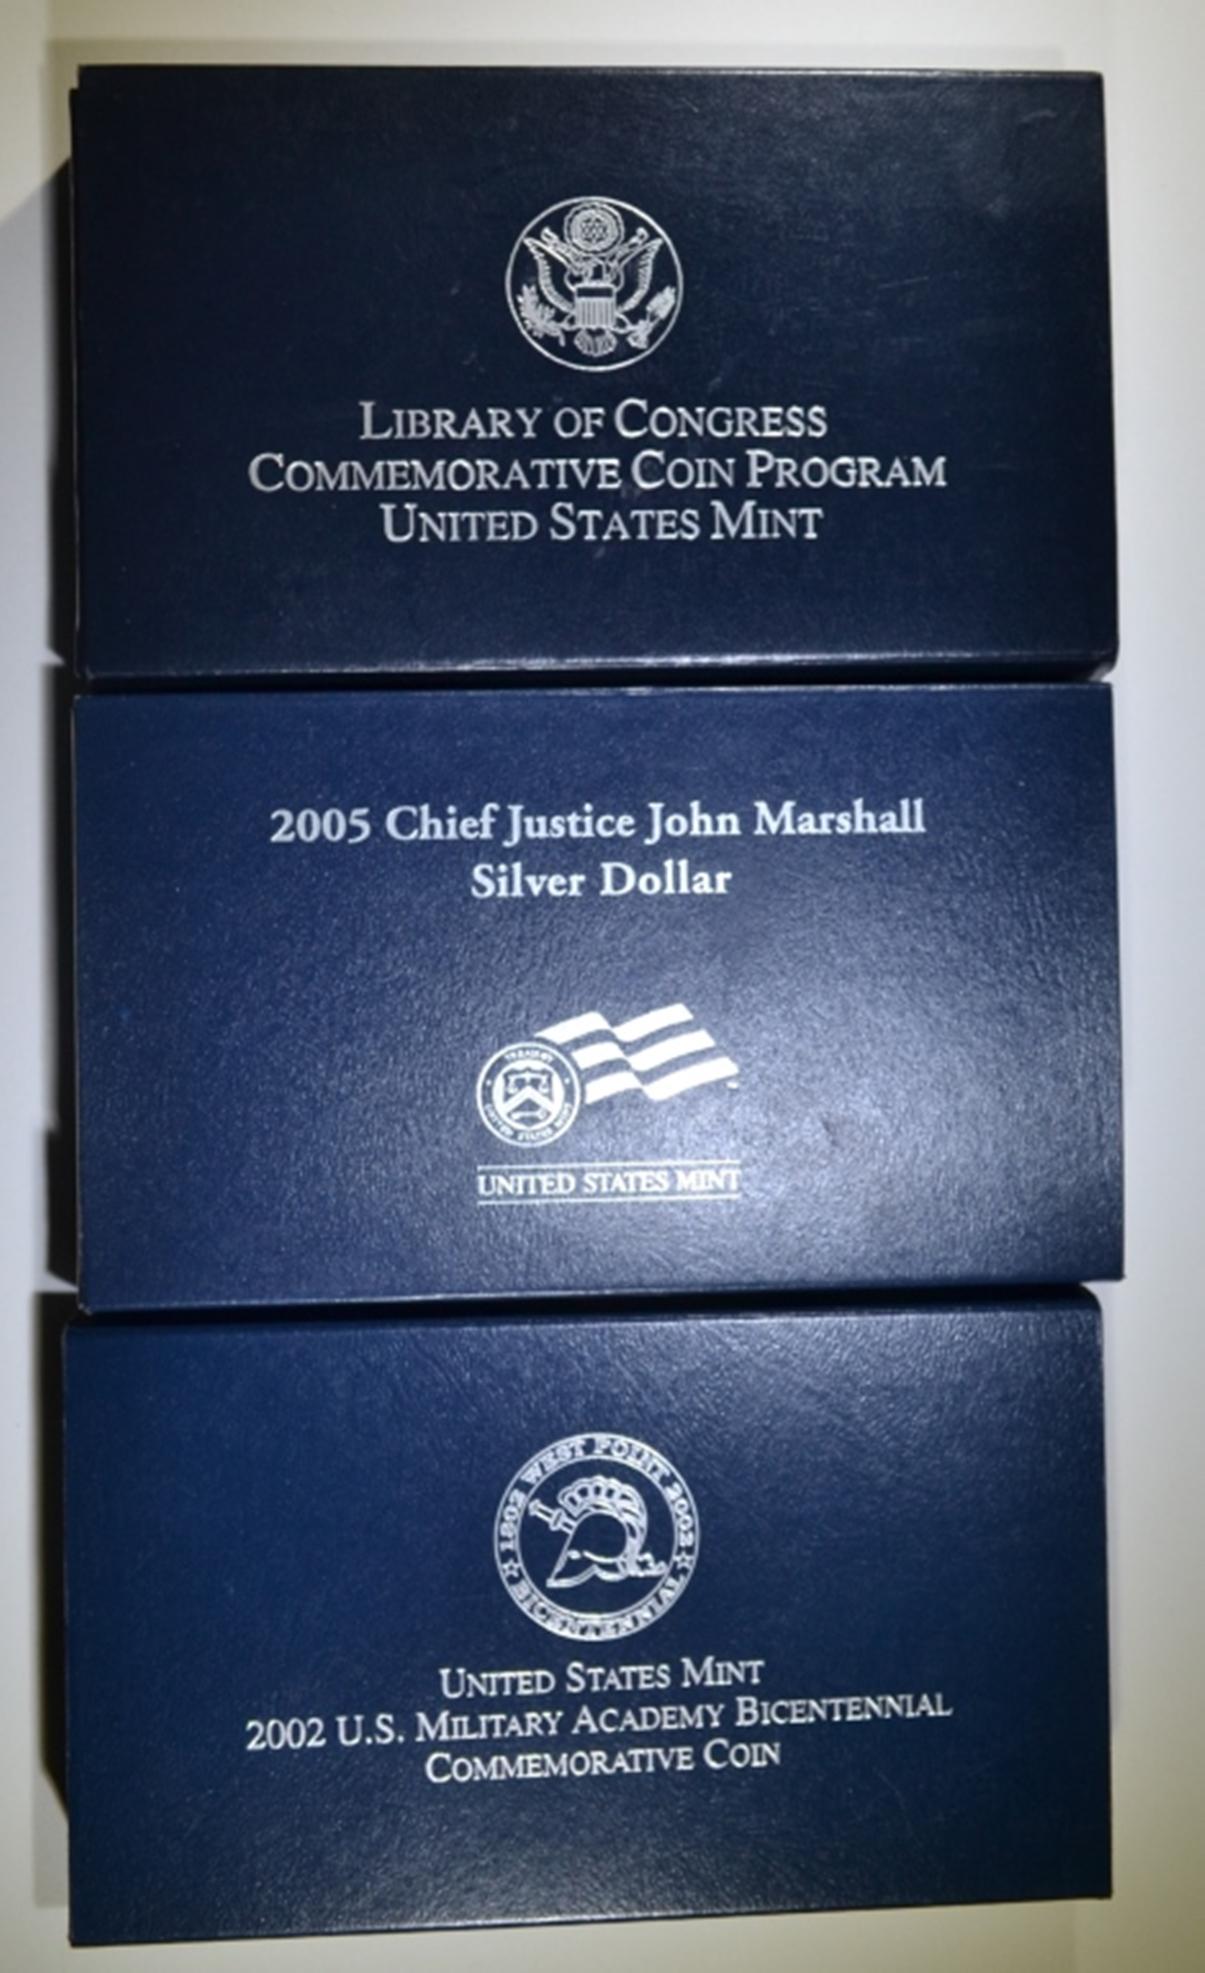 LIBRARY OF CONGRESS
COMMEMORATIVE COIN PROGRAM
UNITED STATES MINT
2005 Chief Justice John Marshall
Silver Dollar
TREASURY
UNITED STATES MINT
1802 WEST POINT 2002
BICENTENNIAL
UNITED STATES MINT
2002 U.S. MILITARY ACADEMY BICENTENNIAL
COMMEMORATIVE COIN